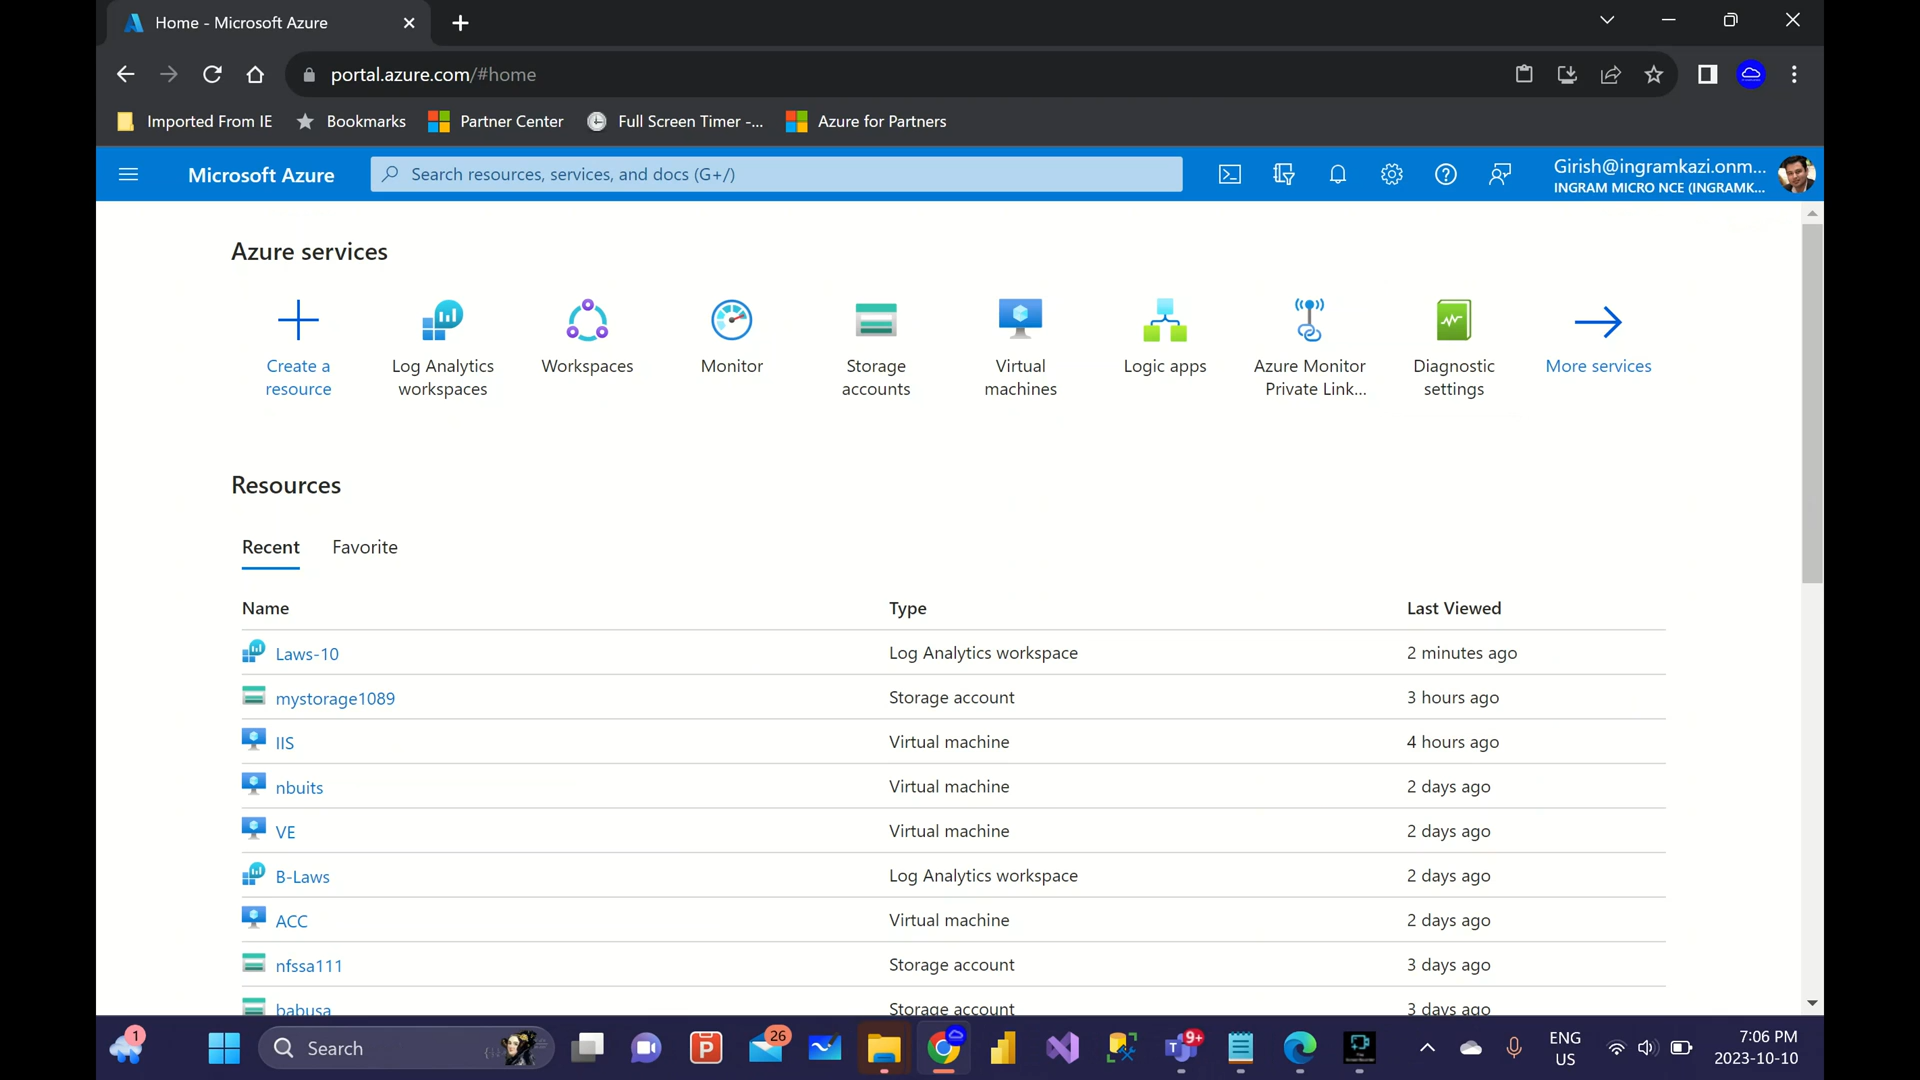 Home - Microsoft Azure
portal.azure.com/#home
Imported From IE Bookmarks Partner Center Full Screen Timer -... Azure for Partners
Microsoft Azure Search resources, services, and docs (G+/) Girish@ingramkazi.onm...
INGRAM MICRO NCE (INGRAMK...
Azure services
Create a resource
Log Analytics workspaces
Workspaces
Monitor
Storage accounts
Virtual machines
Logic apps
Azure Monitor Private Link...
Diagnostic settings
More services
Resources
Recent Favorite
Name Type Last Viewed
Laws-10 Log Analytics workspace 2 minutes ago
mystorage1089 Storage account 3 hours ago
IIS Virtual machine 4 hours ago
nbuits Virtual machine 2 days ago
VE Virtual machine 2 days ago
B-Laws Log Analytics workspace 2 days ago
ACC Virtual machine 2 days ago
nfssa111 Storage account 3 days ago
babusa Storage account 3 days ago
1 Search 26 9+ ENG 7:06 PM
US 2023-10-10